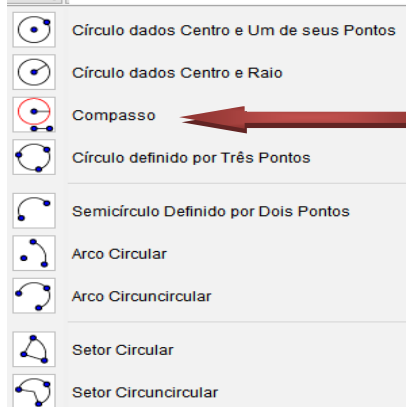 Círculo dados Centro e Um de seus Pontos
Círculo dados Centro e Raio
Compasso
Círculo definido por Três Pontos
Semicírculo Definido por Dois Pontos
Arco Circular
Arco Circuncircular
Setor Circular
Setor Circuncircular